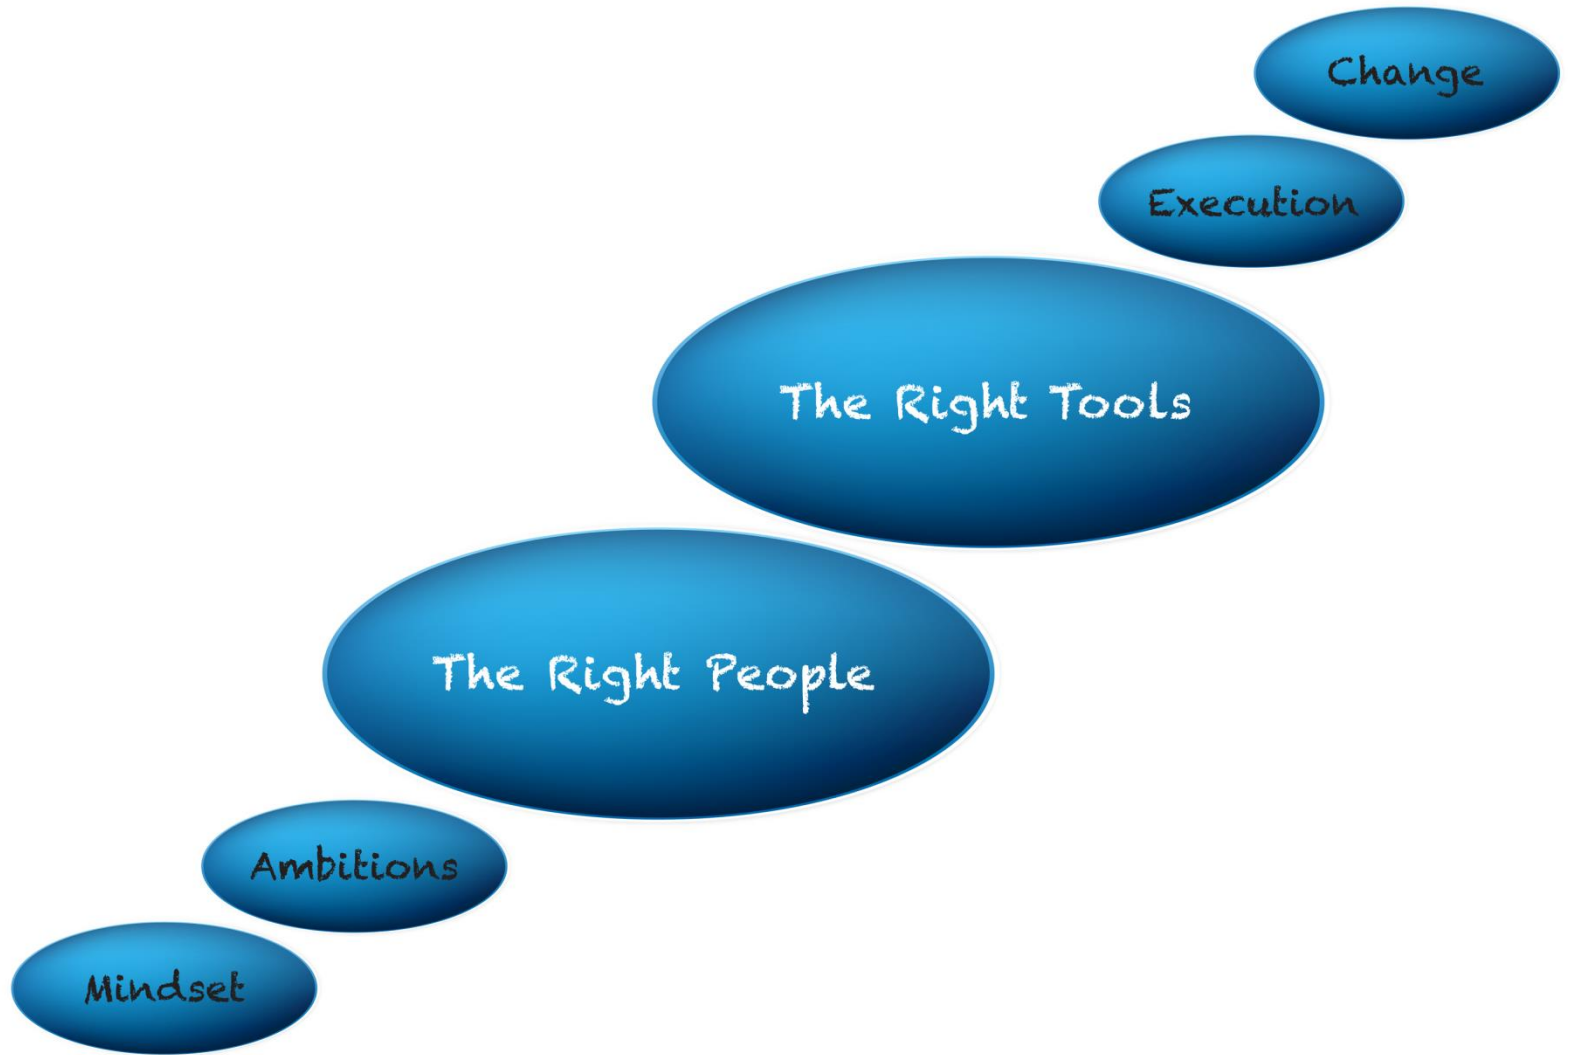 Change
Execution
The Right Tools
The Right People
Ambitions
Mindset